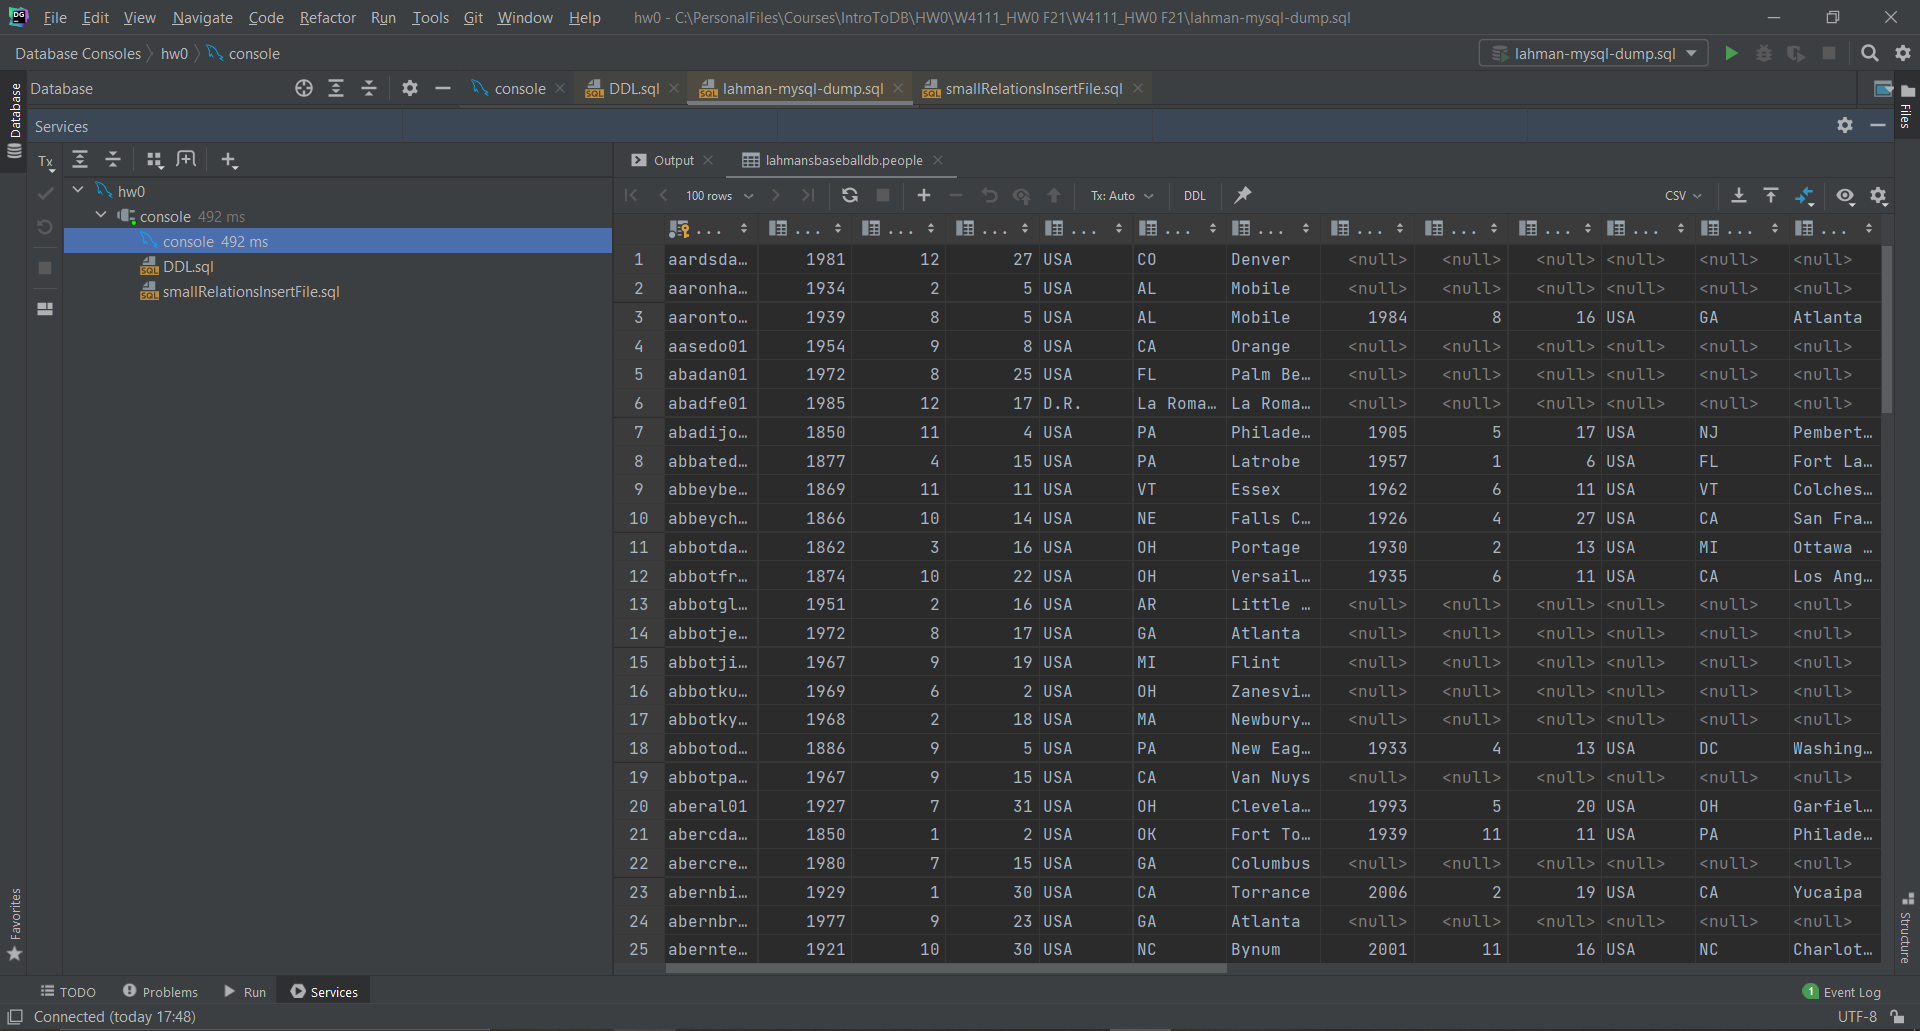 File Edit View Navigate Code Refactor Run Tools Git Window Help hw0 - C:\PersonalFiles\Courses\IntroToDB\HW0\W4111_HW0 F21\W4111_HW0 F21\lahman-mysql-dump.sql
Database Consoles hw0 console lahman-mysql-dump.sql
Database console DDL.sql lahman-mysql-dump.sql smallRelationsInsertFile.sql
Database
Files
Services
Tx Output lahmansbaseballdb.people
hw0 100 rows Tx: Auto DDL CSV
console 492 ms
console 492 ms
DDL.sql
smallRelationsInsertFile.sql
... ... ... ... ... ... ... ... ... ... ... ... ...
1 aardsda… 1981 12 27 USA CO Denver <null> <null> <null> <null> <null> <null>
2 aaronha… 1934 2 5 USA AL Mobile <null> <null> <null> <null> <null> <null>
3 aaronto… 1939 8 5 USA AL Mobile 1984 8 16 USA GA Atlanta
4 aasedo01 1954 9 8 USA CA Orange <null> <null> <null> <null> <null> <null>
5 abadan01 1972 8 25 USA FL Palm Be… <null> <null> <null> <null> <null> <null>
6 abadfe01 1985 12 17 D.R. La Roma… La Roma… <null> <null> <null> <null> <null> <null>
7 abadijo… 1850 11 4 USA PA Philade… 1905 5 17 USA NJ Pembert…
8 abbated… 1877 4 15 USA PA Latrobe 1957 1 6 USA FL Fort La…
9 abbeybe… 1869 11 11 USA VT Essex 1962 6 11 USA VT Colches…
10 abbeych… 1866 10 14 USA NE Falls C… 1926 4 27 USA CA San Fra…
11 abbotda… 1862 3 16 USA OH Portage 1930 2 13 USA MI Ottawa …
12 abbotfr… 1874 10 22 USA OH Versail… 1935 6 11 USA CA Los Ang…
13 abbotgl… 1951 2 16 USA AR Little … <null> <null> <null> <null> <null> <null>
14 abbotje… 1972 8 17 USA GA Atlanta <null> <null> <null> <null> <null> <null>
15 abbotji… 1967 9 19 USA MI Flint <null> <null> <null> <null> <null> <null>
16 abbotku… 1969 6 2 USA OH Zanesvi… <null> <null> <null> <null> <null> <null>
17 abbotky… 1968 2 18 USA MA Newbury… <null> <null> <null> <null> <null> <null>
18 abbotod… 1886 9 5 USA PA New Eag… 1933 4 13 USA DC Washing…
19 abbotpa… 1967 9 15 USA CA Van Nuys <null> <null> <null> <null> <null> <null>
20 aberal01 1927 7 31 USA OH Clevela… 1993 5 20 USA OH Garfiel…
21 abercda… 1850 1 2 USA OK Fort To… 1939 11 11 USA PA Philade…
22 abercre… 1980 7 15 USA GA Columbus <null> <null> <null> <null> <null> <null>
23 abernbi… 1929 1 30 USA CA Torrance 2006 2 19 USA CA Yucaipa
24 abernbr… 1977 9 23 USA GA Atlanta <null> <null> <null> <null> <null> <null>
25 abernte… 1921 10 30 USA NC Bynum 2001 11 16 USA NC Charlot…
Favorites
Structure
TODO Problems Run Services 1 Event Log
Connected (today 17:48) UTF-8